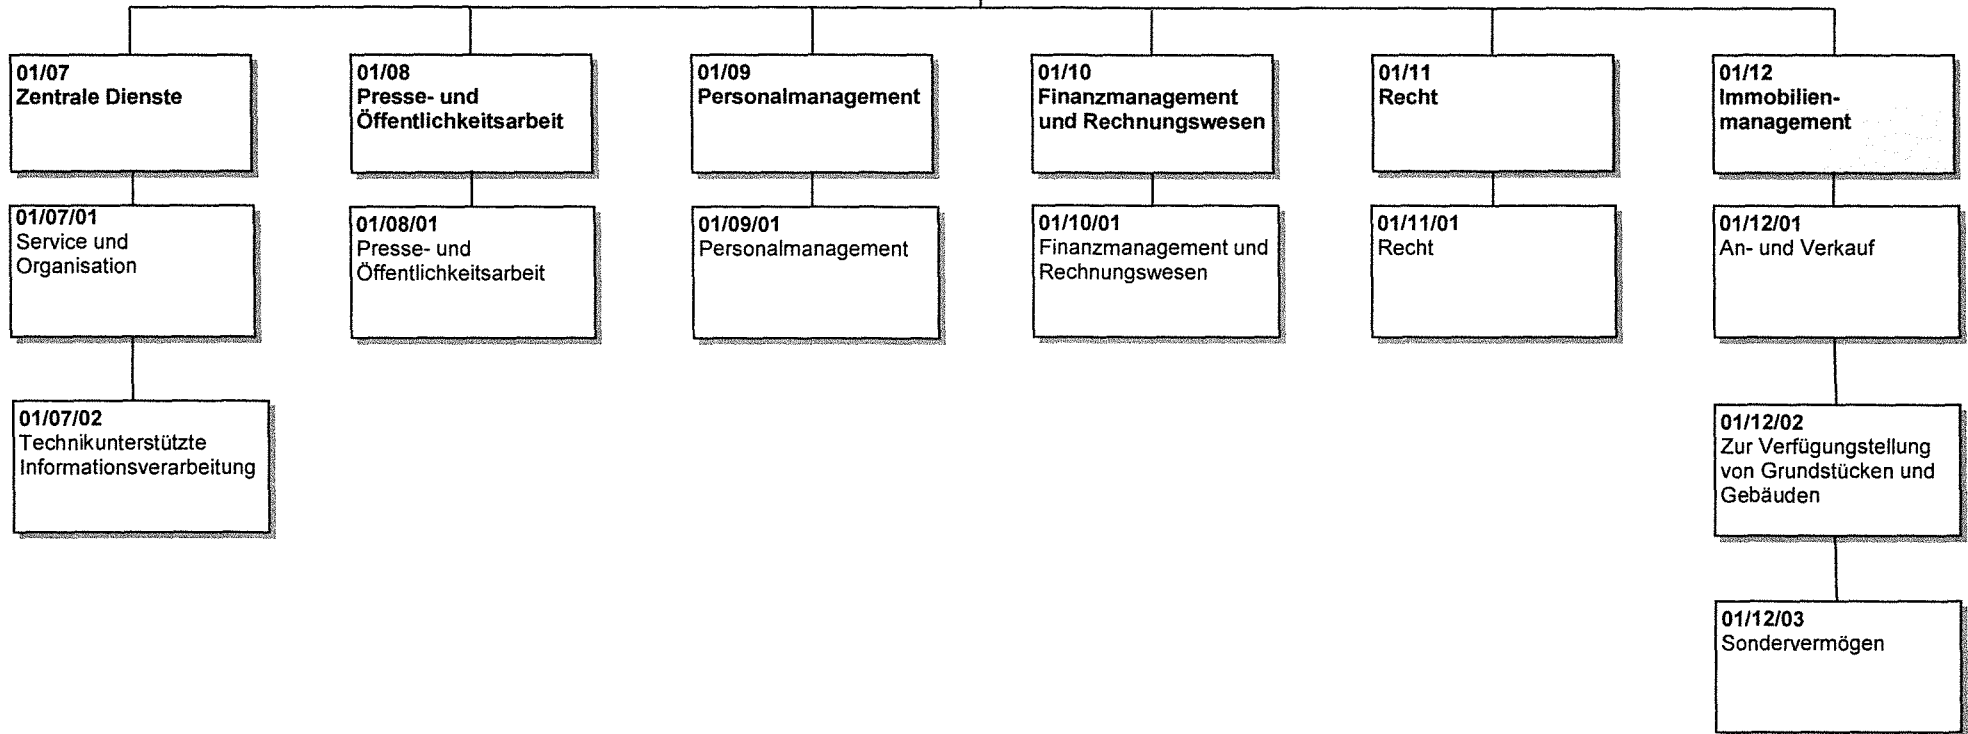 01/07
Zentrale Dienste
01/08
Presse- und
Öffentlichkeitsarbeit
01/09
Personalmanagement
01/10
Finanzmanagement
und Rechnungswesen
01/11
Recht
01/12
Immobilien-
management
01/07/01
Service und
Organisation
01/08/01
Presse- und
Öffentlichkeitsarbeit
01/09/01
Personalmanagement
01/10/01
Finanzmanagement und
Rechnungswesen
01/11/01
Recht
01/12/01
An- und Verkauf
01/07/02
Technikunterstützte
Informationsverarbeitung
01/12/02
Zur Verfügungstellung
von Grundstücken und
Gebäuden
01/12/03
Sondervermögen